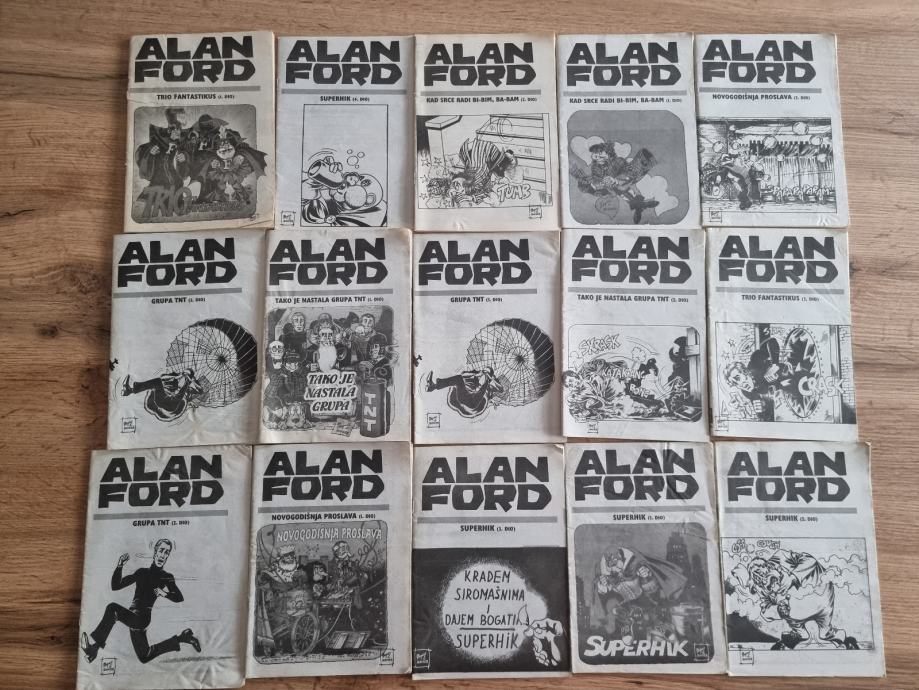 ALAN
FORD
TRIO FANTASTIKUS (2. DIO)
TRIO
ALAN
FORD
SUPERHIK (4. DIO)
ALAN
FORD
KAD SRCE RADI BI-BIM, BA-BAM (2. DIO)
TUMB
ALAN
FORD
KAD SRCE RADI BI-BIM, BA-BAM (1. DIO)
ALAN
FORD
NOVOGODIŠNJA PROSLAVA (2. DIO)
ALAN
FORD
GRUPA TNT (1. DIO)
ALAN
FORD
TAKO JE NASTALA GRUPA TNT (1. DIO)
TAKO JE
NASTALA
GRUPA
TNT
ALAN
FORD
GRUPA TNT (1. DIO)
ALAN
FORD
TAKO JE NASTALA GRUPA TNT (2. DIO)
ALAN
FORD
TRIO FANTASTIKUS (1. DIO)
CRASH
ALAN
FORD
GRUPA TNT (2. DIO)
ALAN
FORD
NOVOGODIŠNJA PROSLAVA (1. DIO)
NOVOGODIŠNJA PROSLAVA
ALAN
FORD
SUPERHIK (3. DIO)
KRADEM
SIROMAŠNIMA
I
DAJEM BOGATI
SUPERHIK
ALAN
FORD
SUPERHIK (1. DIO)
SUPERHIK
ALAN
FORD
SUPERHIK (2. DIO)